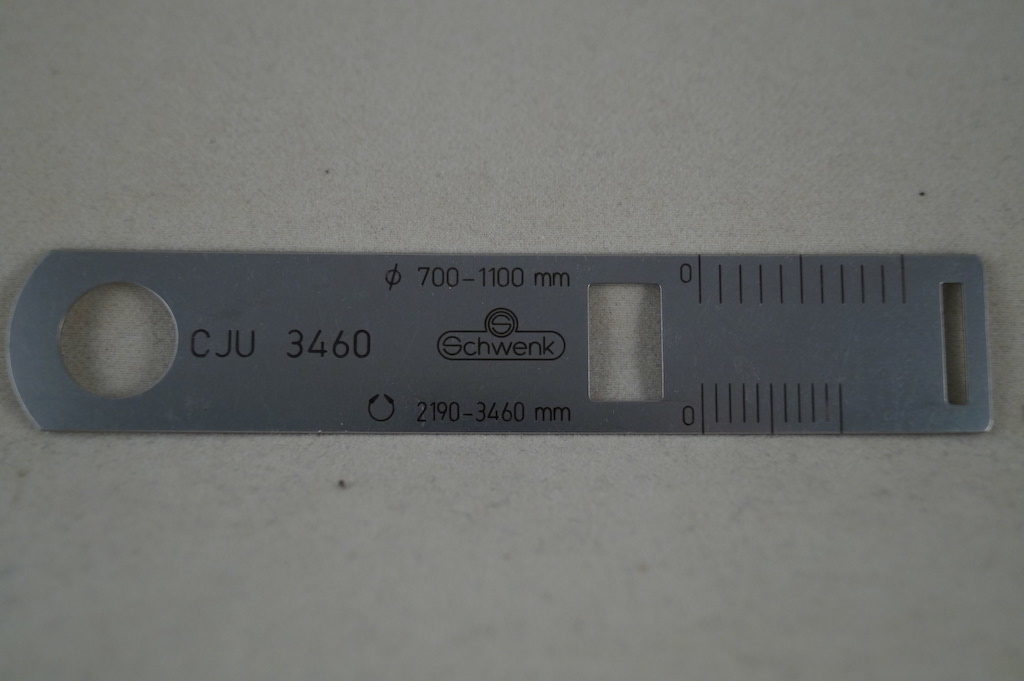 ϕ 700-1100 mm
0
CJU 3460
S
Schwenk
2190-3460 mm
0